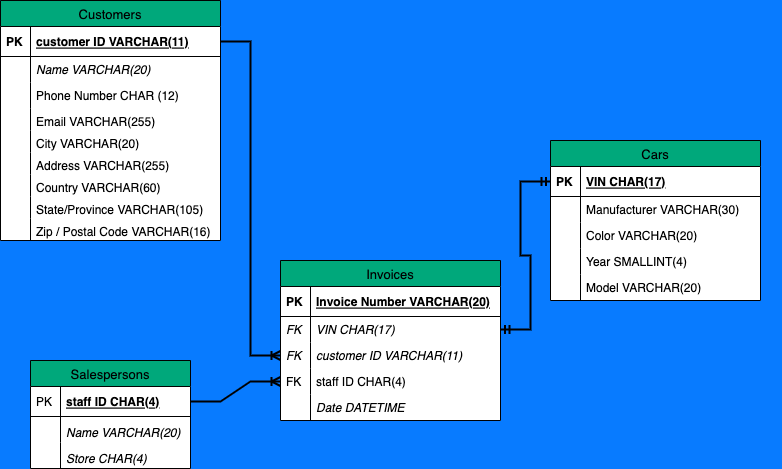 Customers
PK customer ID VARCHAR(11)
Name VARCHAR(20)
Phone Number CHAR (12)
Email VARCHAR(255)
City VARCHAR(20)
Address VARCHAR(255)
Country VARCHAR(60)
State/Province VARCHAR(105)
Zip / Postal Code VARCHAR(16)
Cars
PK VIN CHAR(17)
Manufacturer VARCHAR(30)
Color VARCHAR(20)
Year SMALLINT(4)
Model VARCHAR(20)
Invoices
PK Invoice Number VARCHAR(20)
FK VIN CHAR(17)
FK customer ID VARCHAR(11)
FK staff ID CHAR(4)
Date DATETIME
Salespersons
PK staff ID CHAR(4)
Name VARCHAR(20)
Store CHAR(4)